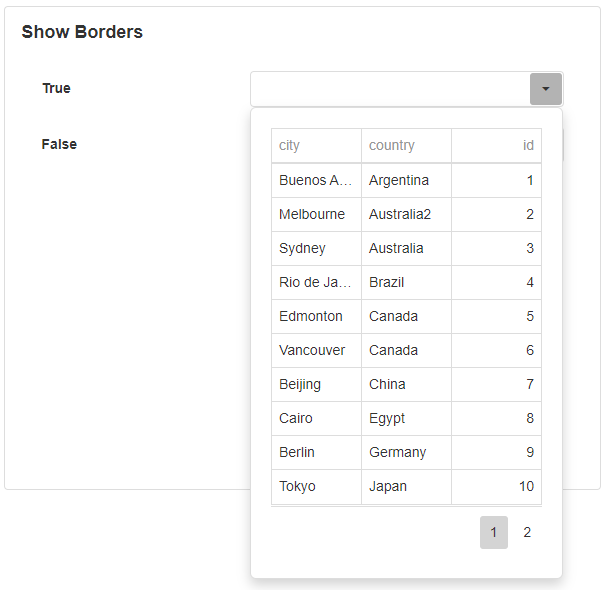 Show Borders
True
False
city country id
Buenos A... Argentina 1
Melbourne Australia2 2
Sydney Australia 3
Rio de Ja... Brazil 4
Edmonton Canada 5
Vancouver Canada 6
Beijing China 7
Cairo Egypt 8
Berlin Germany 9
Tokyo Japan 10
1 2